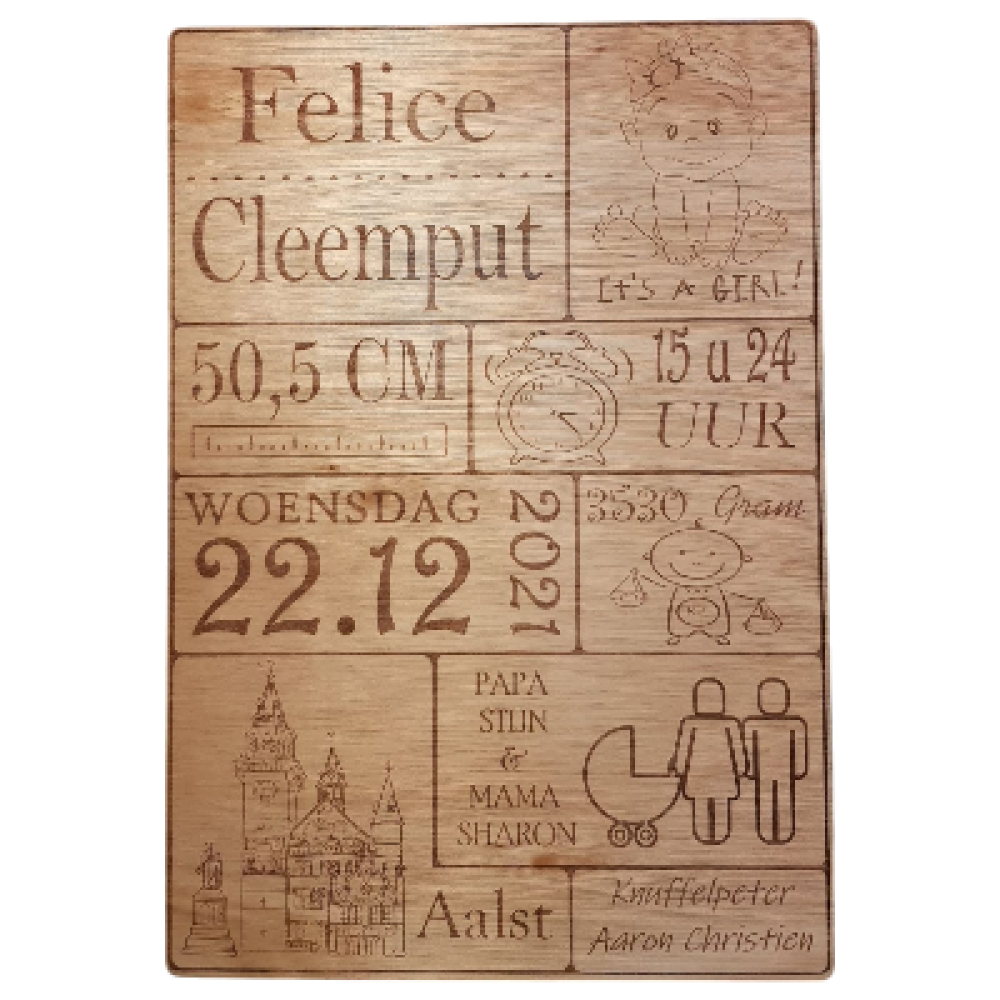 Felice
Cleemput
It's a GIRL!
50,5 CM
15 u 24
UUR
WOENSDAG
22.12
2021
3530 Gram
PAPA
STIJN
&
MAMA
SHARON
Aalst
Knuffelpeter
Aaron Christien